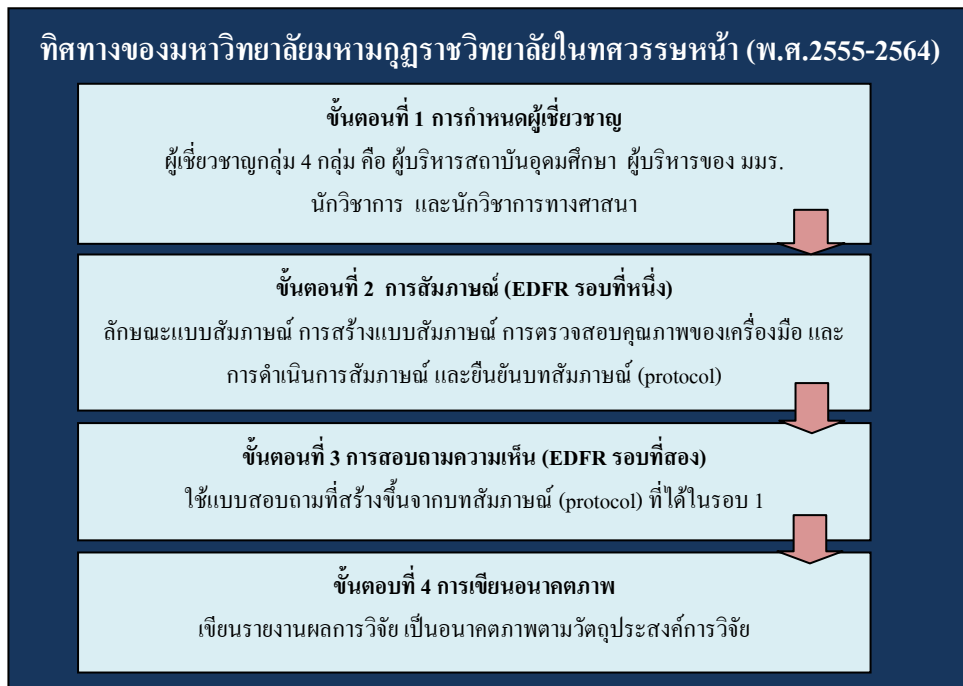 ทิศทางของมหาวิทยาลัยมหามกุฏราชวิทยาลัยในทศวรรษหน้า (พ.ศ.2555-2564)
ขั้นตอนที่ 1 การกำหนดผู้เชี่ยวชาญ
ผู้เชี่ยวชาญกลุ่ม 4 กลุ่ม คือ ผู้บริหารสถาบันอุดมศึกษา ผู้บริหารของ มมร.
นักวิชาการ และนักวิชาการทางศาสนา
ขั้นตอนที่ 2 การสัมภาษณ์ (EDFR รอบที่หนึ่ง)
ลักษณะแบบสัมภาษณ์ การสร้างแบบสัมภาษณ์ การตรวจสอบคุณภาพของเครื่องมือ และ
การดำเนินการสัมภาษณ์ และยืนยันบทสัมภาษณ์ (protocol)
ขั้นตอนที่ 3 การสอบถามความเห็น (EDFR รอบที่สอง)
ใช้แบบสอบถามที่สร้างขึ้นจากบทสัมภาษณ์ (protocol) ที่ได้ในรอบ 1
ขั้นตอบที่ 4 การเขียนอนาคตภาพ
เขียนรายงานผลการวิจัย เป็นอนาคตภาพตามวัตถุประสงค์การวิจัย